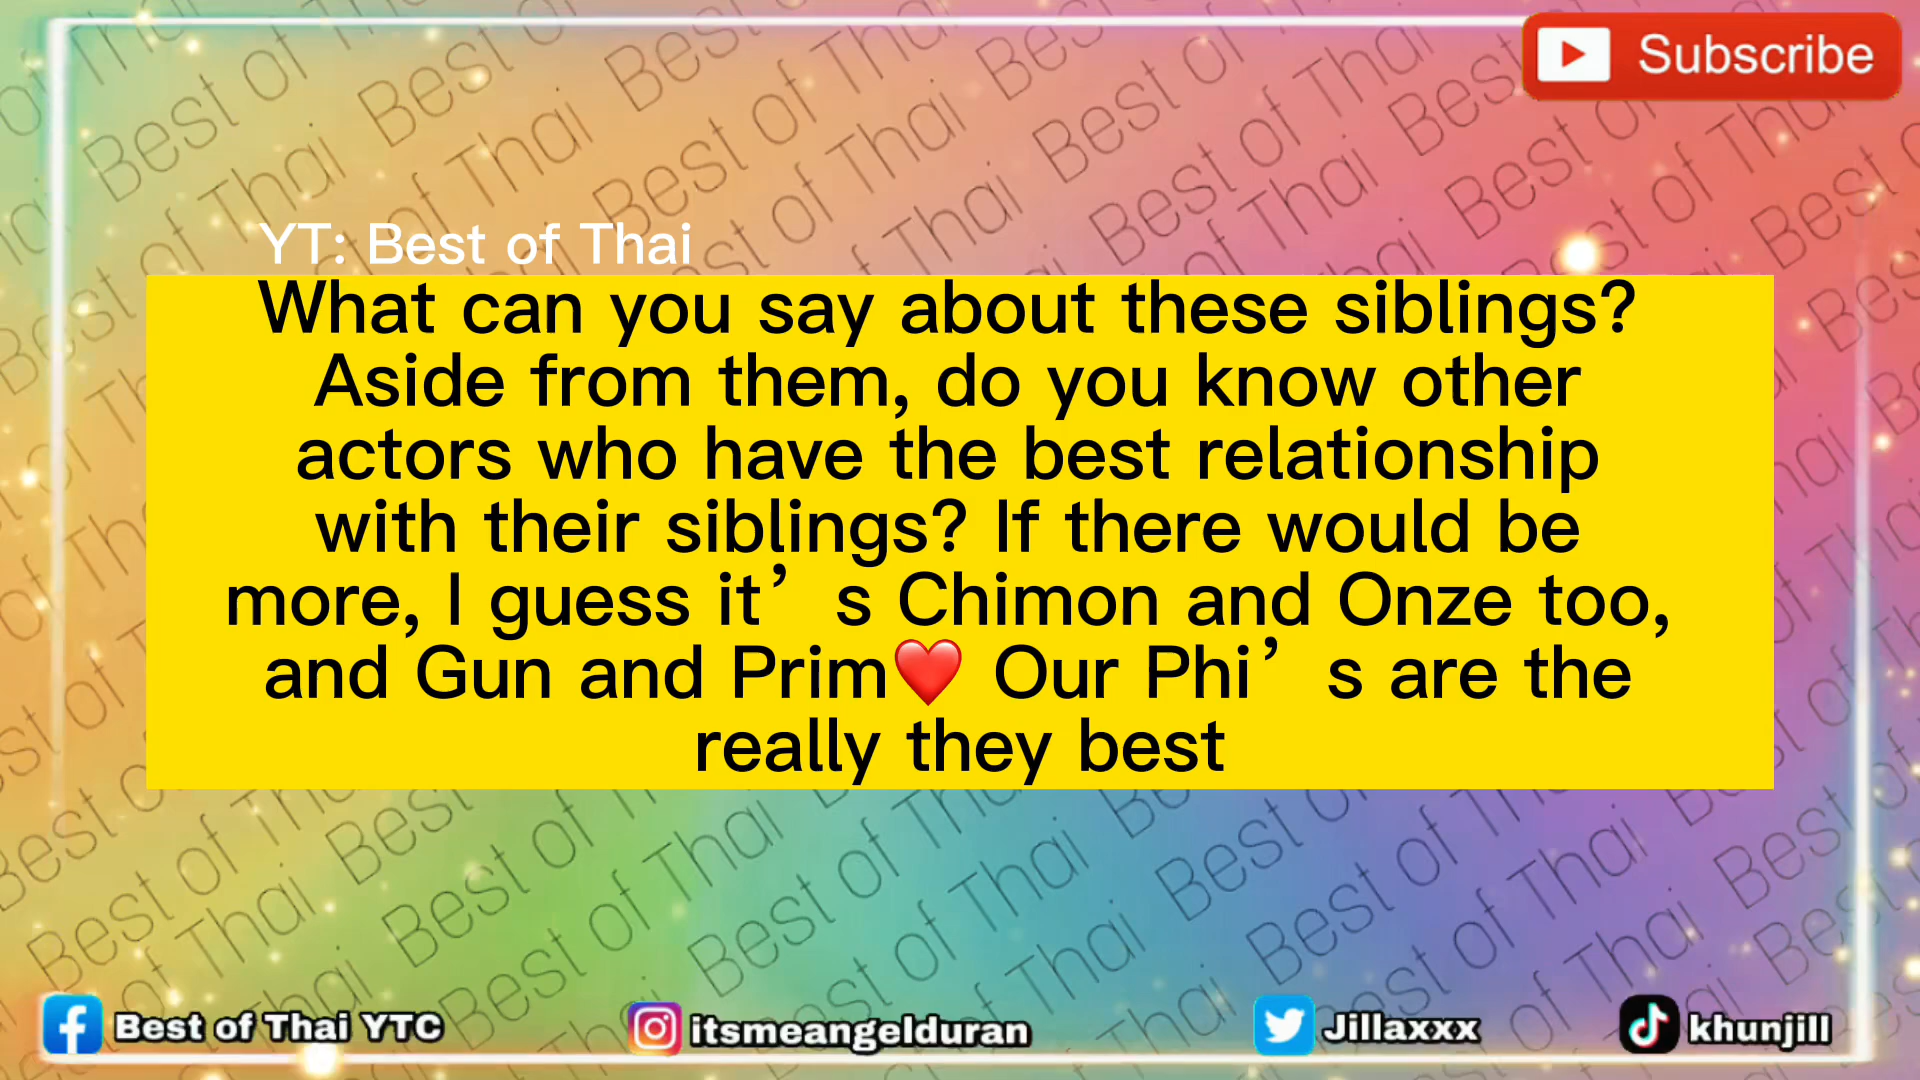 Subscribe
YT: Best of Thai
What can you say about these siblings?
Aside from them, do you know other
actors who have the best relationship
with their siblings? If there would be
more, I guess it’s Chimon and Onze too,
and Gun and Prim❤️ Our Phi’s are the
really they best
Best of Thai YTC
itsmeangelduran
Jillaxxx
khunjill